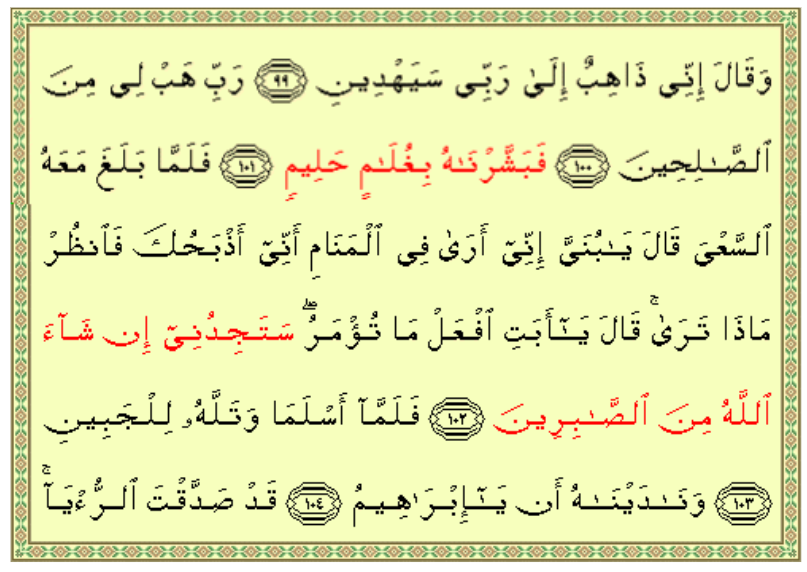 وَقَالَ إِنِّى ذَاهِبٌ إِلَىٰ رَبِّى سَيَهْدِينِ ٩٩ رَبِّ هَبْ لِى مِنَ
ٱلصَّـٰلِحِينَ ١٠٠ فَبَشَّرْنَـٰهُ بِغُلَـٰمٍ حَلِيمٍ ١٠١ فَلَمَّا بَلَغَ مَعَهُ
ٱلسَّعْىَ قَالَ يَـٰبُنَىَّ إِنِّىٓ أَرَىٰ فِى ٱلْمَنَامِ أَنِّىٓ أَذْبَحُكَ فَٱنظُرْ
مَاذَا تَرَىٰ ۚ قَالَ يَـٰٓأَبَتِ ٱفْعَلْ مَا تُؤْمَرُ ۖ سَتَجِدُنِىٓ إِن شَآءَ
ٱللَّهُ مِنَ ٱلصَّـٰبِرِينَ ١٠٢ فَلَمَّآ أَسْلَمَا وَتَلَّهُۥ لِلْجَبِينِ
١٠٣ وَنَـٰدَيْنَـٰهُ أَن يَـٰٓإِبْرَٰهِيمُ ١٠٤ قَدْ صَدَّقْتَ ٱلرُّءْيَآ ۚ